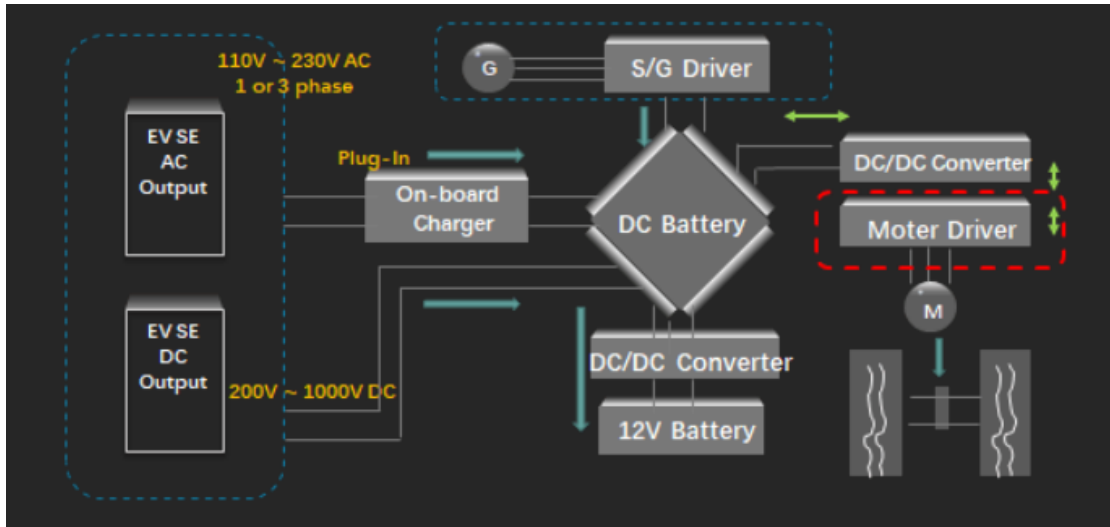 110V ~ 230V AC
1 or 3 phase
G
S/G Driver
EV SE
AC
Output
Plug-In
On-board
Charger
DC Battery
DC/DC Converter
Moter Driver
M
EV SE
DC
Output
200V ~ 1000V DC
DC/DC Converter
12V Battery